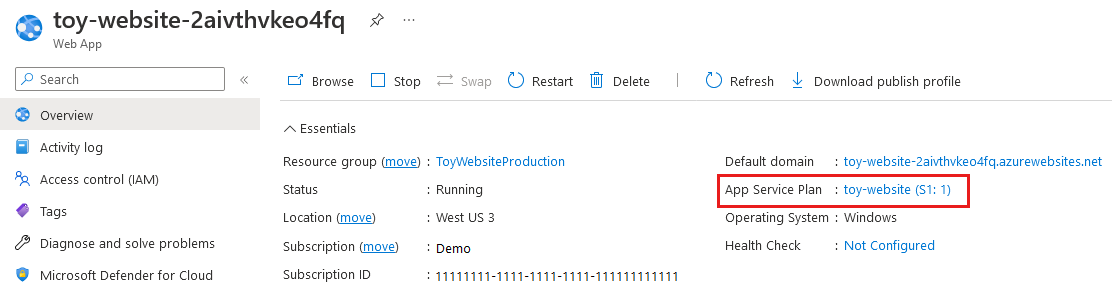 toy-website-2aivthvkeo4fq ...
Web App
Search «
Browse Stop Swap Restart Delete Refresh Download publish profile
Overview
Activity log
Access control (IAM)
Tags
Diagnose and solve problems
Microsoft Defender for Cloud
Essentials
Resource group (move) : ToyWebsiteProduction
Status : Running
Location (move) : West US 3
Subscription (move) : Demo
Subscription ID : 11111111-1111-1111-1111-111111111111
Default domain : toy-website-2aivthvkeo4fq.azurewebsites.net
App Service Plan : toy-website (S1: 1)
Operating System : Windows
Health Check : Not Configured